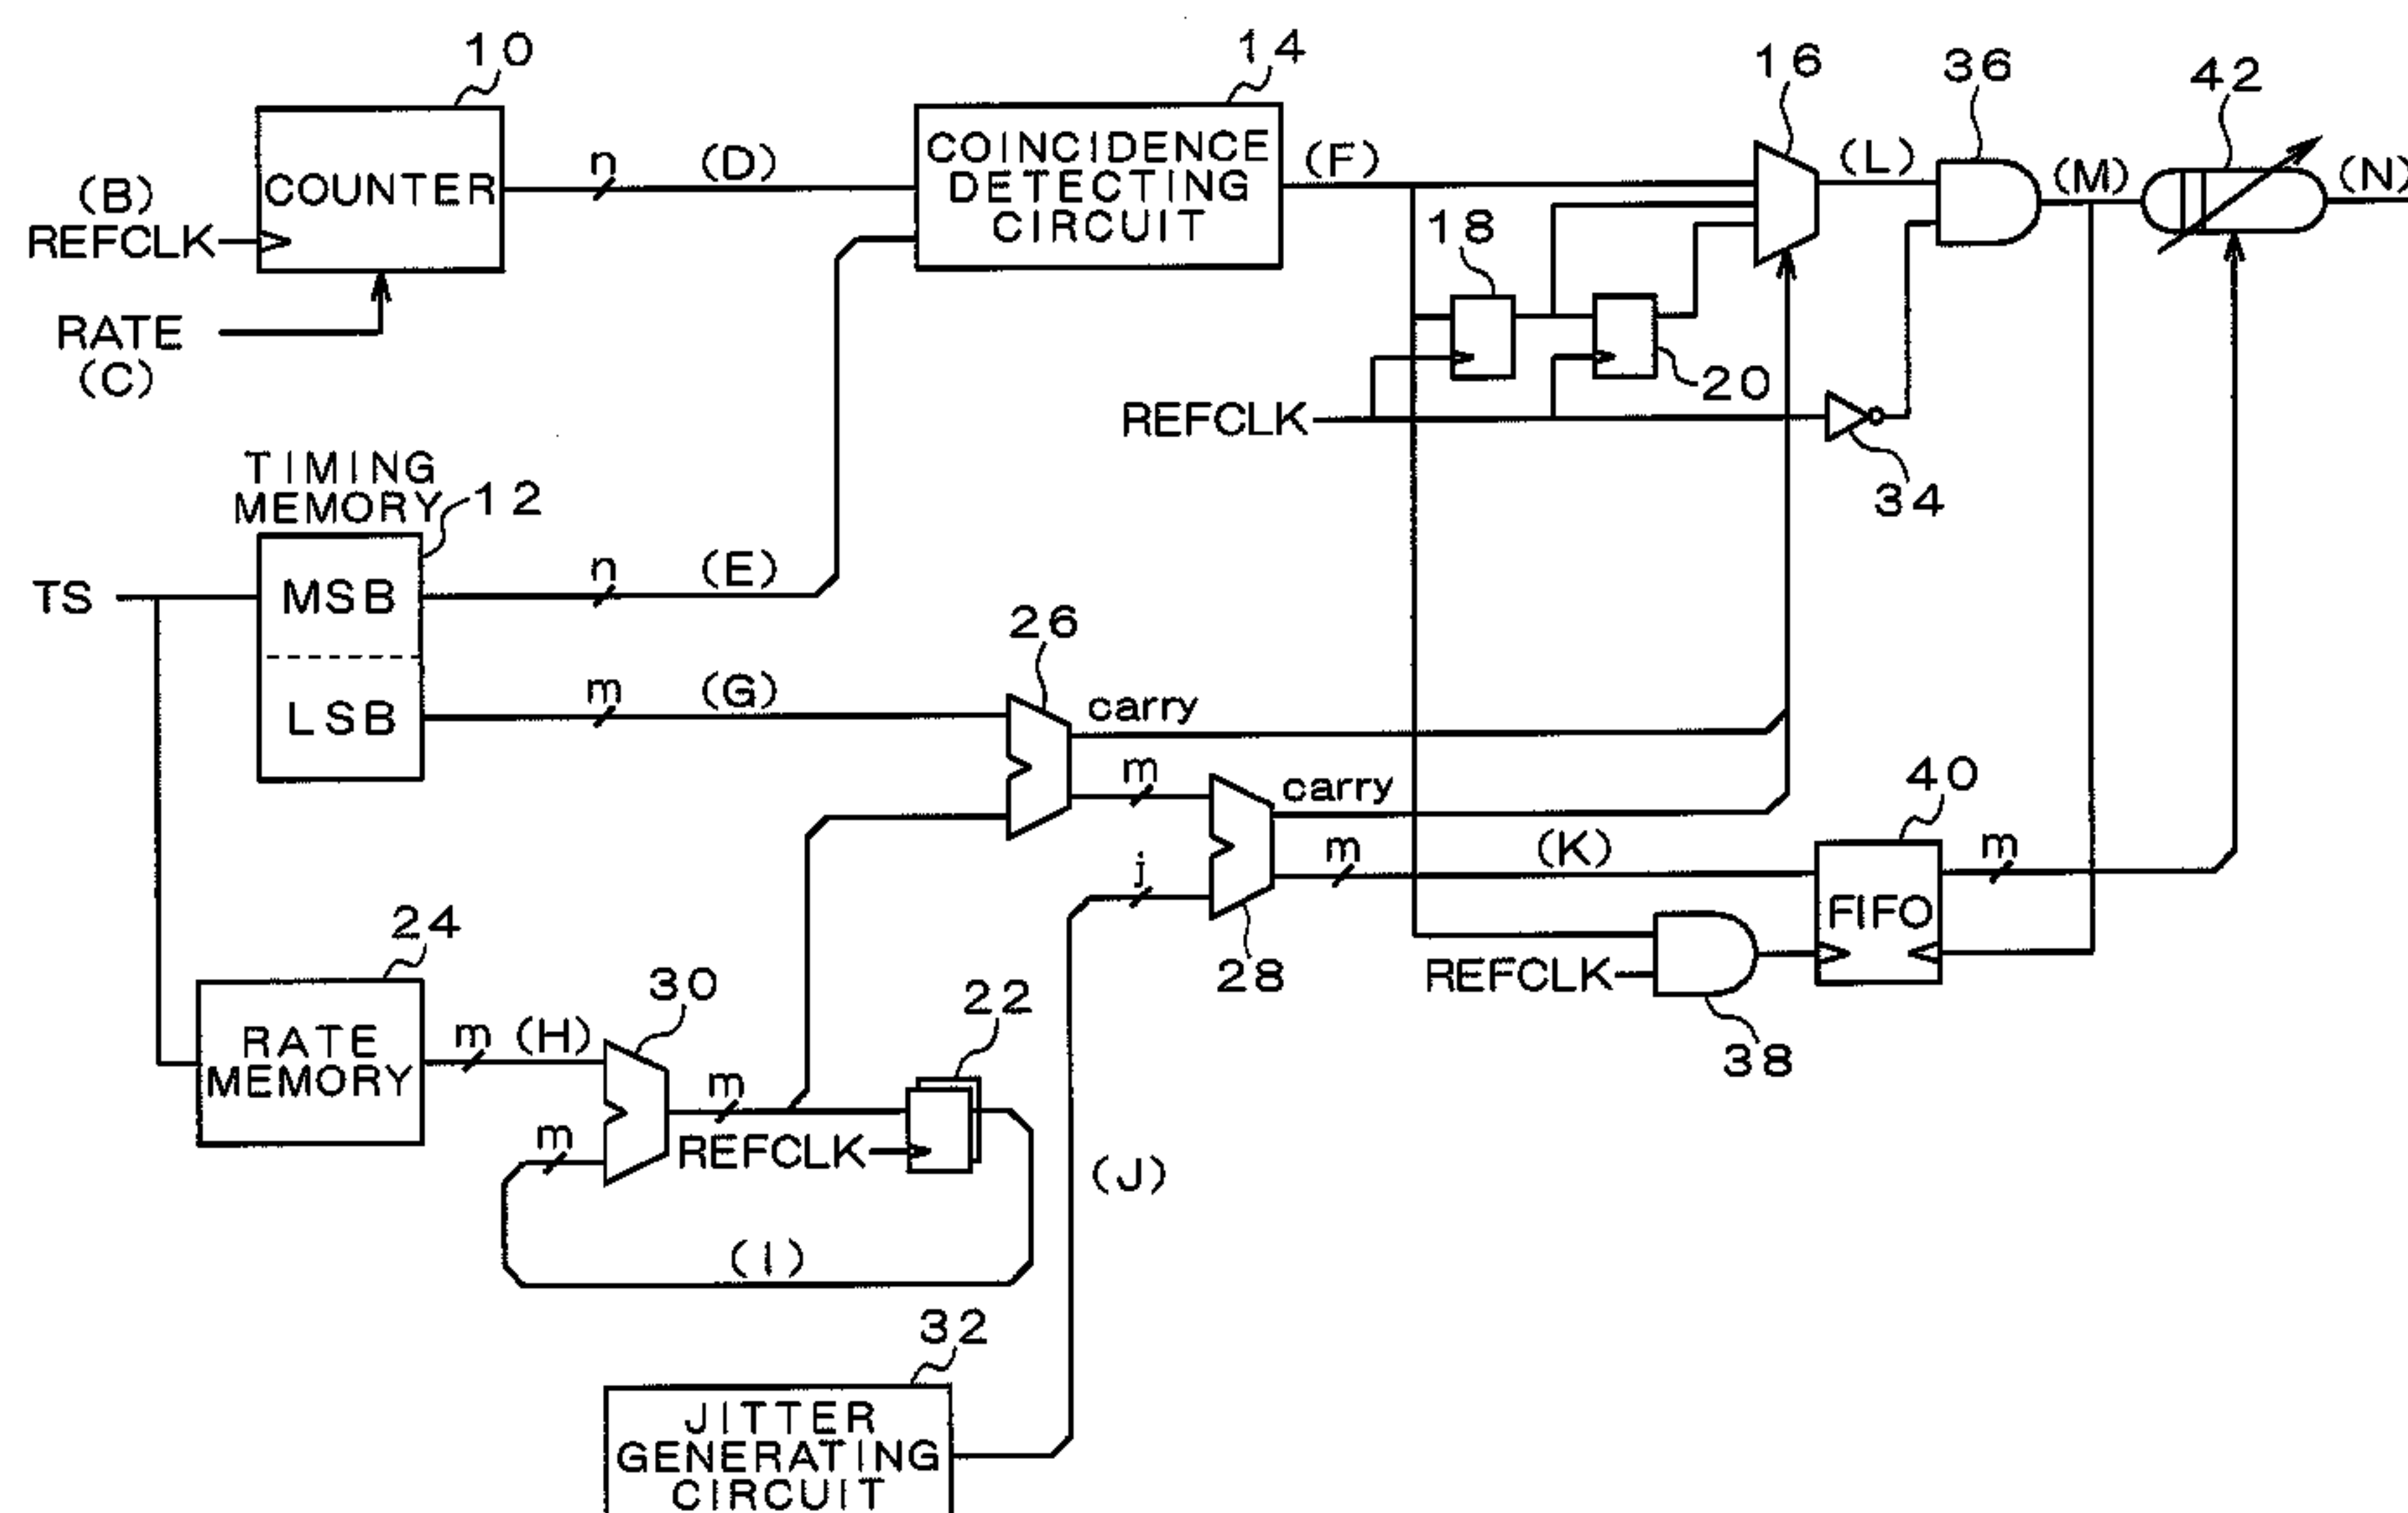 10
14
16
36
42
COUNTER
n
(D)
COINCIDENCE
DETECTING
CIRCUIT
(F)
(L)
(M)
(N)
(B)
REFCLK
RATE
(C)
18
20
REFCLK
34
TIMING
MEMORY
12
TS
MSB
n
(E)
LSB
m
(G)
26
carry
m
carry
j
28
m
(K)
40
m
FIFO
REFCLK
38
24
RATE
MEMORY
m
(H)
30
m
m
REFCLK
22
(I)
(J)
32
JITTER
GENERATING
CIRCUIT